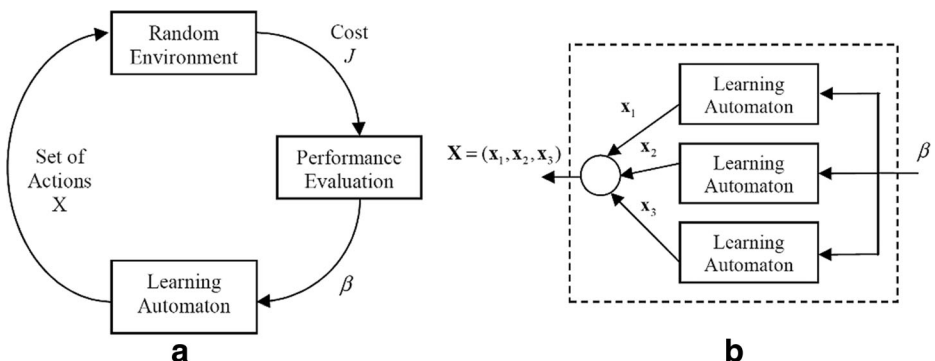 Random
Environment
Cost
J
Set of
Actions
X
Performance
Evaluation
Learning
Automaton
β
a
X = (x₁, x₂, x₃)
x₁
x₂
x₃
Learning
Automaton
Learning
Automaton
Learning
Automaton
β
b